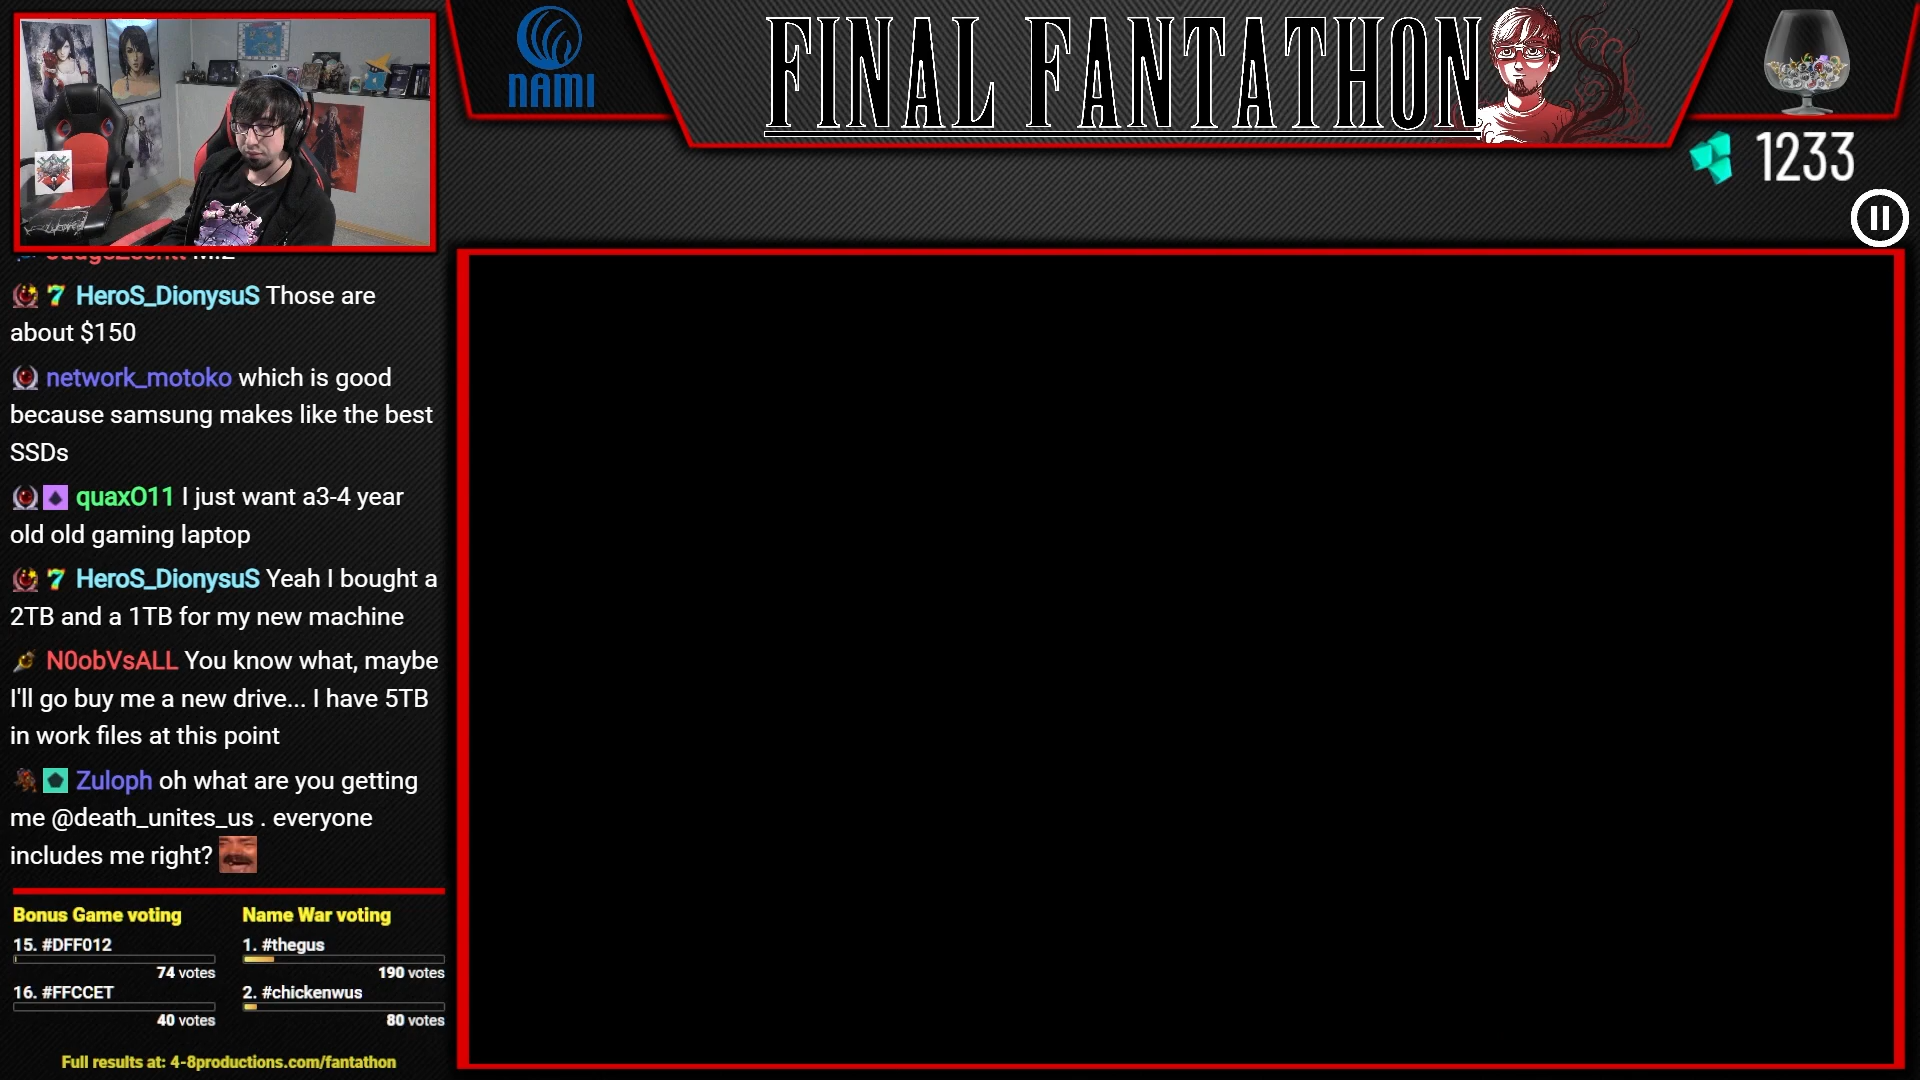 NAMI
FINAL FANTATHON
1233
HeroS_DionysuS Those are
about $150
network_motoko which is good
because samsung makes like the best
SSDs
quaxO11 I just want a3-4 year
old old gaming laptop
HeroS_DionysuS Yeah I bought a
2TB and a 1TB for my new machine
N0obVsALL You know what, maybe
I'll go buy me a new drive... I have 5TB
in work files at this point
Zuloph oh what are you getting
me @death_unites_us . everyone
includes me right?
Bonus Game voting
15. #DFF012
74 votes
16. #FFCCET
40 votes
Name War voting
1. #thegus
190 votes
2. #chickenwus
80 votes
Full results at: 4-8productions.com/fantathon